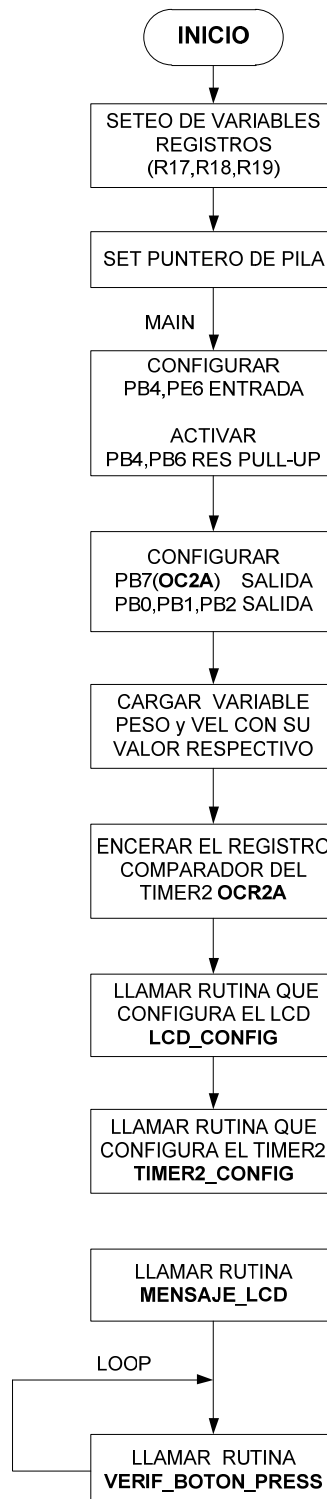 INICIO
SETEO DE VARIABLES
REGISTROS
(R17,R18,R19)
SET PUNTERO DE PILA
MAIN
CONFIGURAR
PB4,PE6 ENTRADA
ACTIVAR
PB4,PB6 RES PULL-UP
CONFIGURAR
PB7(OC2A) SALIDA
PB0,PB1,PB2 SALIDA
CARGAR VARIABLE
PESO y VEL CON SU
VALOR RESPECTIVO
ENCERAR EL REGISTRO
COMPARADOR DEL
TIMER2 OCR2A
LLAMAR RUTINA QUE
CONFIGURA EL LCD
LCD_CONFIG
LLAMAR RUTINA QUE
CONFIGURA EL TIMER2
TIMER2_CONFIG
LLAMAR RUTINA
MENSAJE_LCD
LOOP
LLAMAR RUTINA
VERIF_BOTON_PRESS